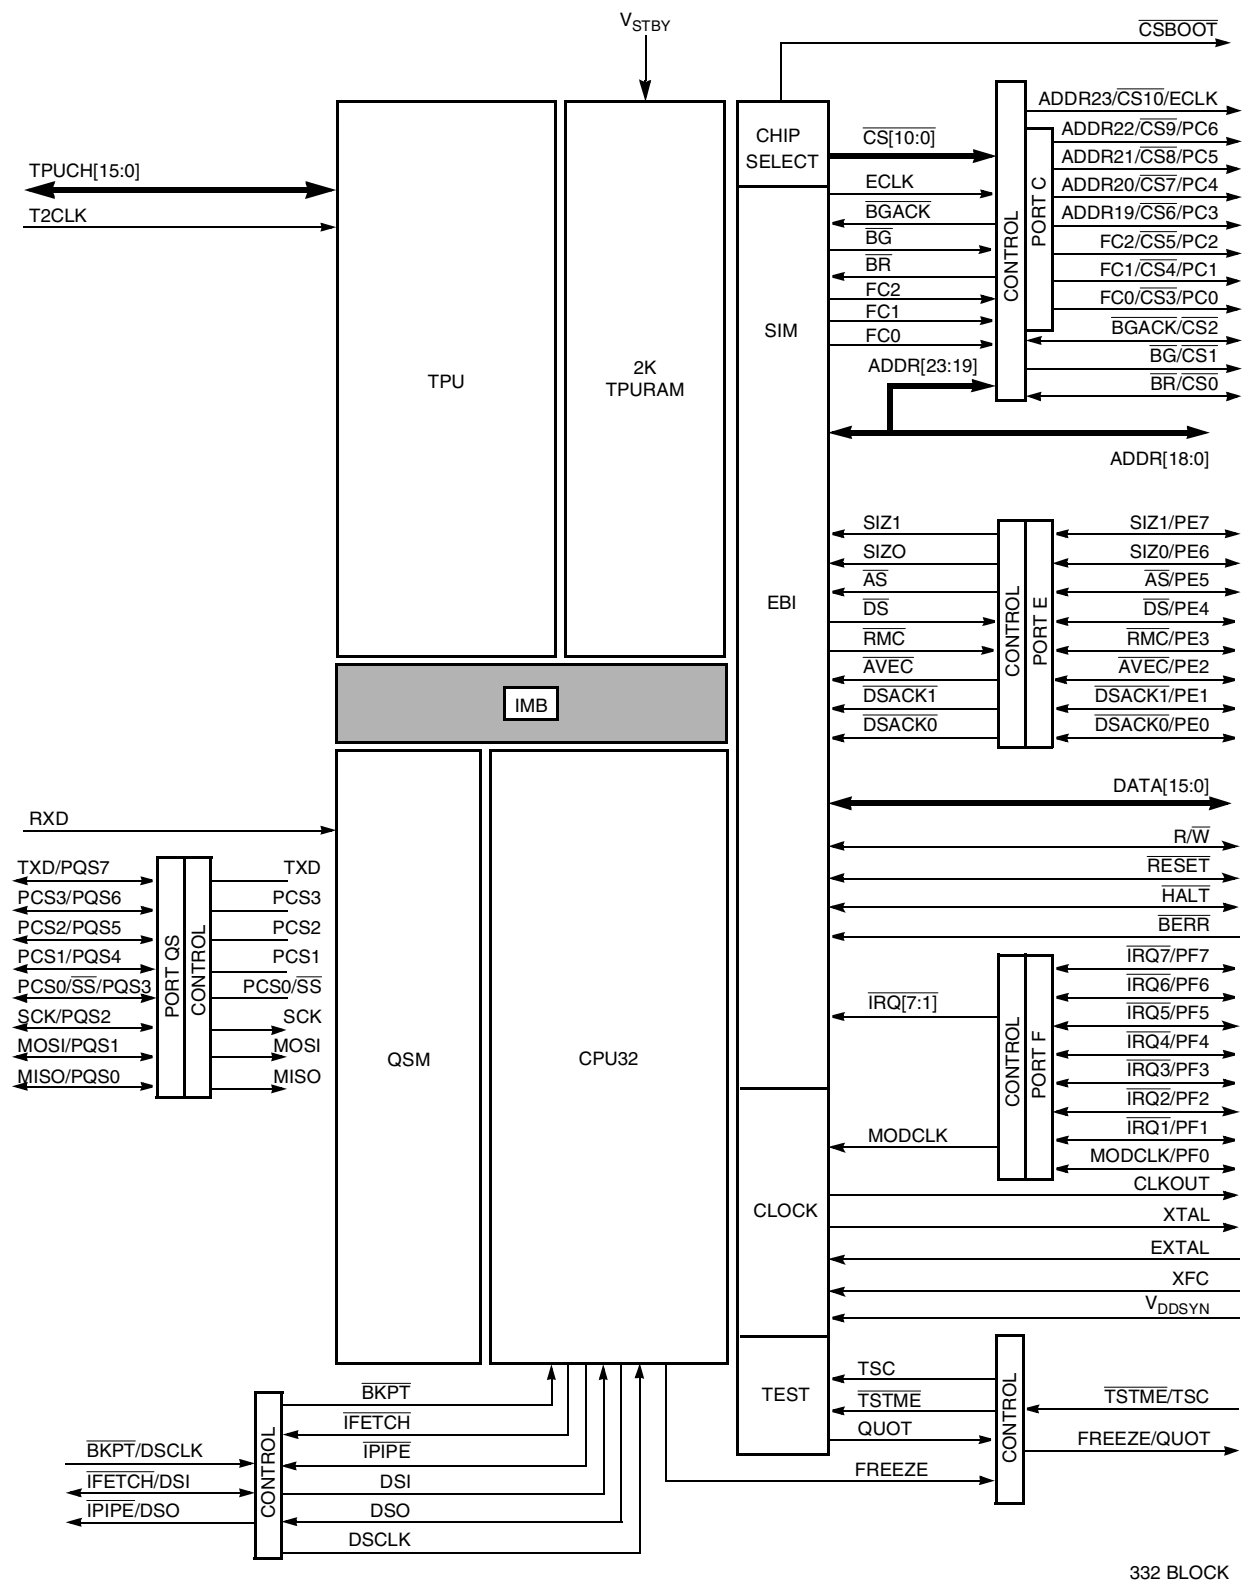 VSTBY
CSBOOT
CHIP
SELECT
CS[10:0]
ECLK
BGACK
BG
BR
FC2
FC1
FC0
ADDR[23:19]
CONTROL
PORT C
ADDR23/CS10/ECLK
ADDR22/CS9/PC6
ADDR21/CS8/PC5
ADDR20/CS7/PC4
ADDR19/CS6/PC3
FC2/CS5/PC2
FC1/CS4/PC1
FC0/CS3/PC0
BGACK/CS2
BG/CS1
BR/CS0
ADDR[18:0]
TPUCH[15:0]
T2CLK
TPU
2K
TPURAM
SIM
EBI
SIZ1
SIZO
AS
DS
RMC
AVEC
DSACK1
DSACK0
CONTROL
PORT E
SIZ1/PE7
SIZ0/PE6
AS/PE5
DS/PE4
RMC/PE3
AVEC/PE2
DSACK1/PE1
DSACK0/PE0
IMB
DATA[15:0]
R/W
RESET
HALT
BERR
RXD
TXD/PQS7
PCS3/PQS6
PCS2/PQS5
PCS1/PQS4
PCS0/SS/PQS3
SCK/PQS2
MOSI/PQS1
MISO/PQS0
PORT QS
CONTROL
TXD
PCS3
PCS2
PCS1
PCS0/SS
SCK
MOSI
MISO
QSM
CPU32
IRQ[7:1]
MODCLK
CONTROL
PORT F
IRQ7/PF7
IRQ6/PF6
IRQ5/PF5
IRQ4/PF4
IRQ3/PF3
IRQ2/PF2
IRQ1/PF1
MODCLK/PF0
CLOCK
CLKOUT
XTAL
EXTAL
XFC
VDDSYN
TEST
TSC
TSTME
QUOT
FREEZE
CONTROL
TSTME/TSC
FREEZE/QUOT
BKPT/DSCLK
IFETCH/DSI
IPIPE/DSO
CONTROL
BKPT
IFETCH
IPIPE
DSI
DSO
DSCLK
332 BLOCK